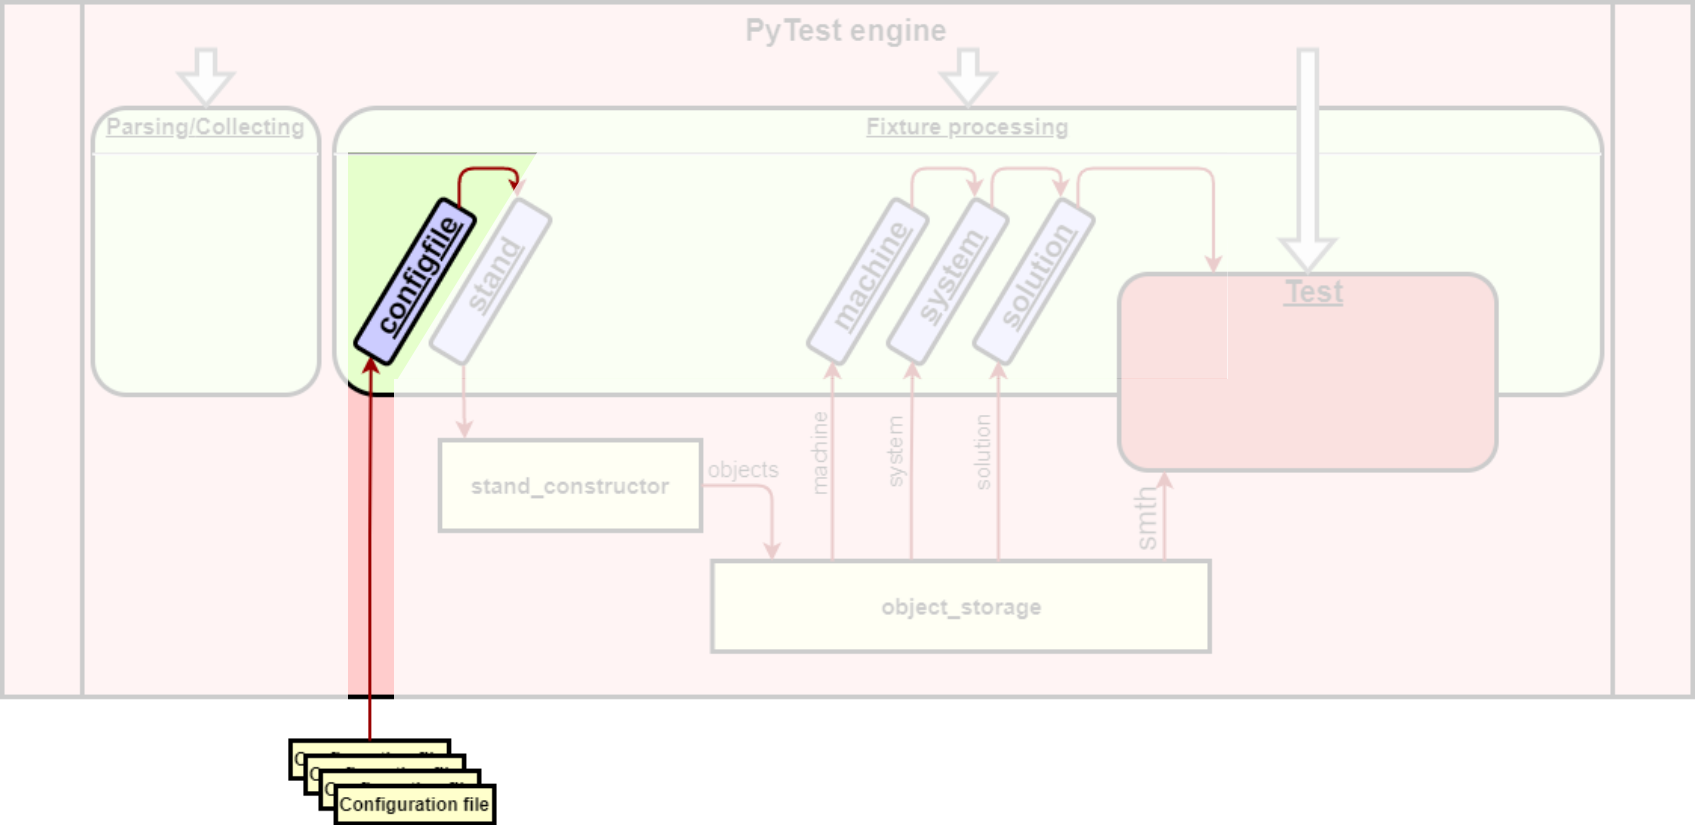 PyTest engine
Parsing/Collecting
Fixture processing
configfile
stand
machine
system
solution
Test
machine
system
solution
smth
stand_constructor
objects
object_storage
Configuration file